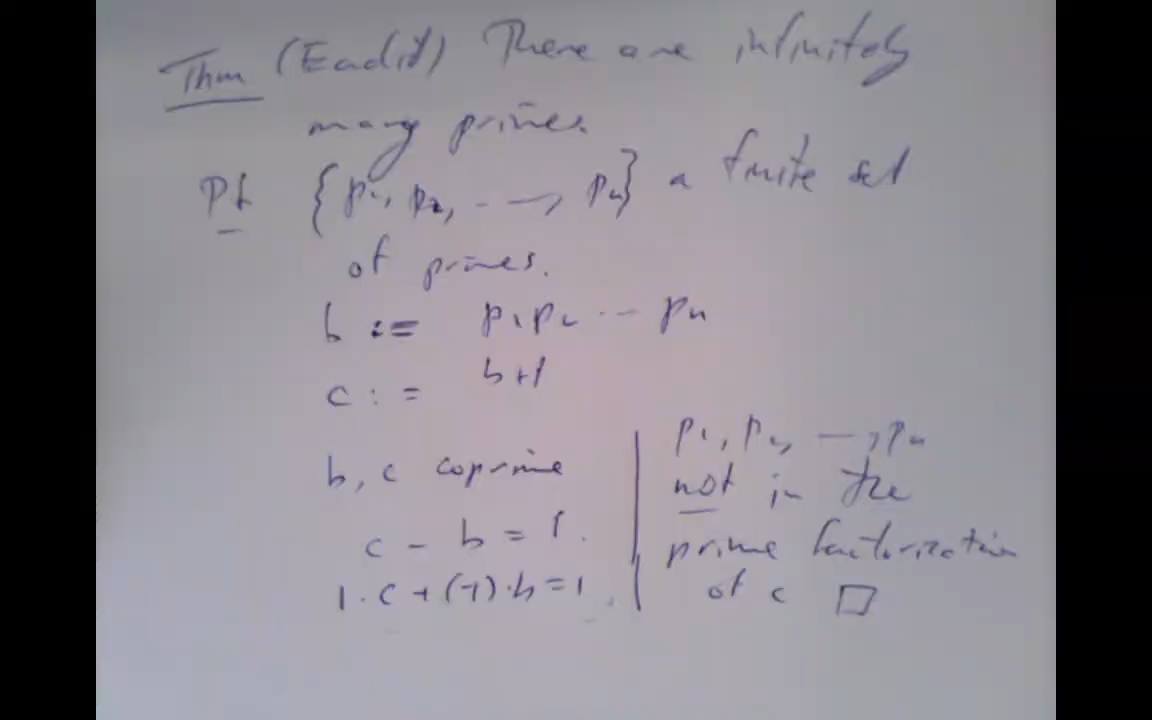 Thm (Euclid) There are infinitely
many primes.
Pf {p₁, p₂, ..., pₙ} a finite set
of primes.
b := p₁p₂ ... pₙ
c := b+1
b, c coprime
c - b = 1.
1·c + (-1)·b = 1.
p₁, p₂, ..., pₙ
not in the
prime factorization
of c □